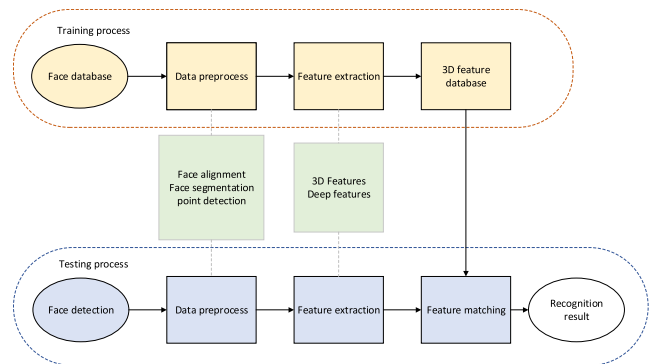 Training process
Face database
Data preprocess
Feature extraction
3D feature
database
Face alignment
Face segmentation
point detection
3D Features
Deep features
Testing process
Face detection
Data preprocess
Feature extraction
Feature matching
Recognition
result